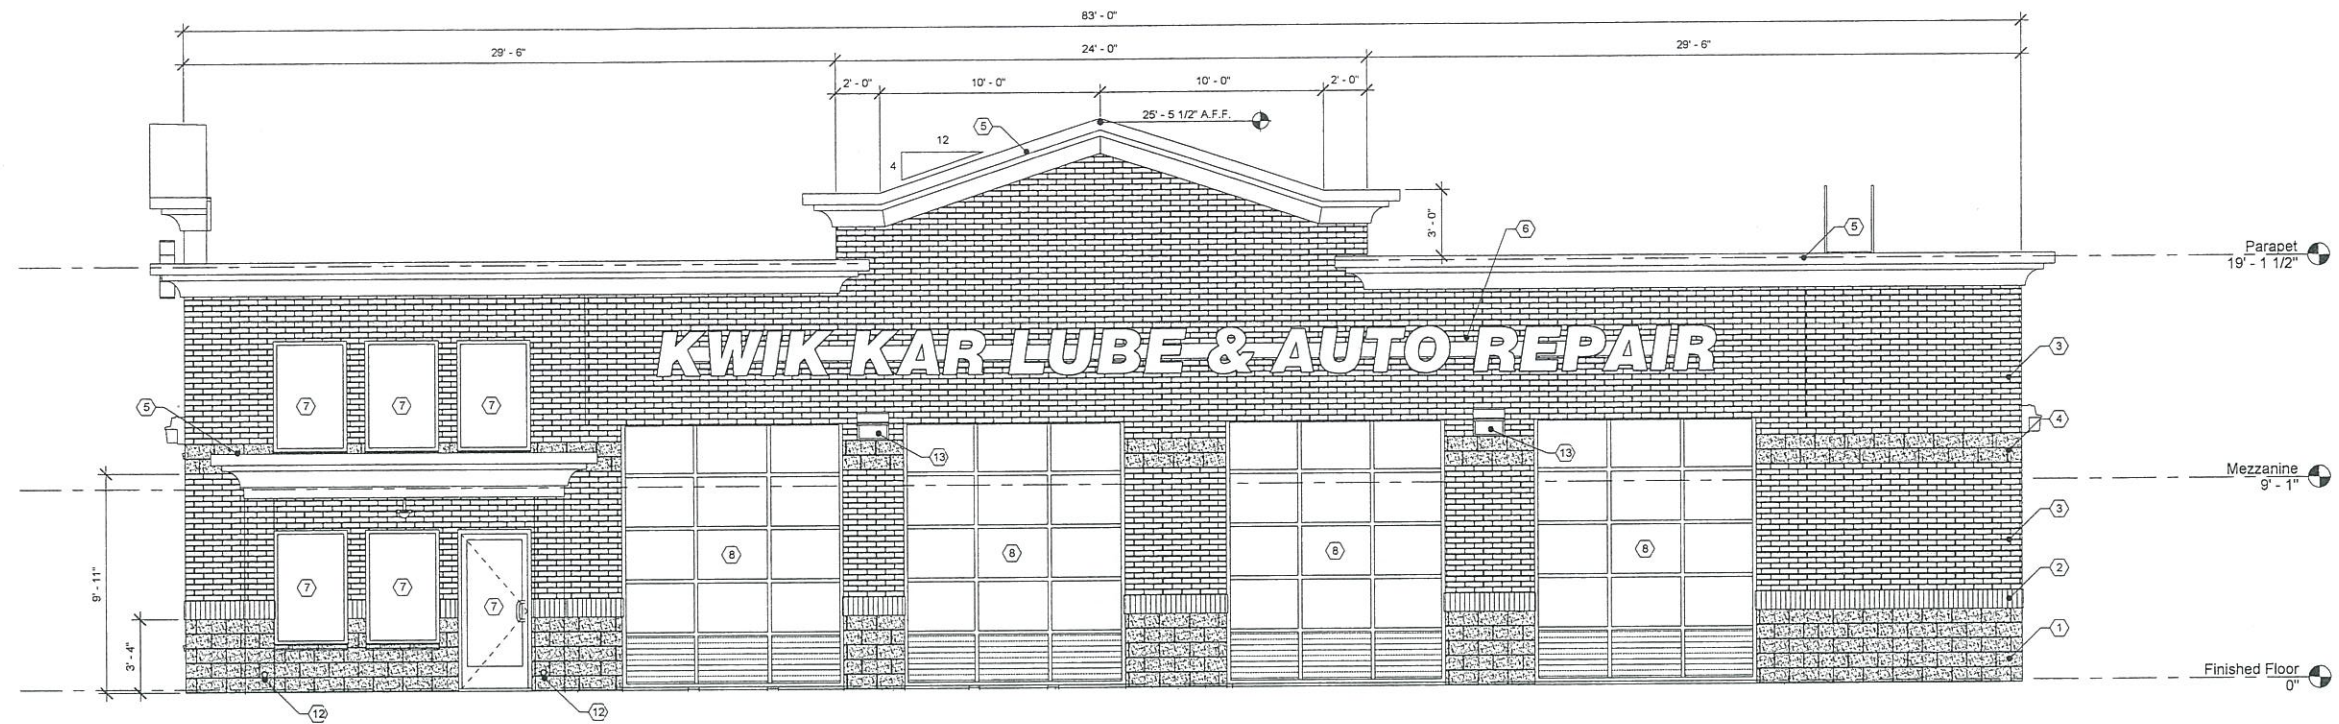 83' - 0"
29' - 6"
24' - 0"
29' - 6"
2' - 0"
10' - 0"
10' - 0"
2' - 0"
25' - 5 1/2" A.F.F.
5
12
4
3' - 0"
6
5
Parapet
19' - 1 1/2"
KWIK KAR LUBE & AUTO REPAIR
3
7
7
7
5
4
13
13
Mezzanine
9' - 1"
3
8
8
8
8
9' - 11"
7
7
7
2
3' - 4"
1
Finished Floor
0"
12
12